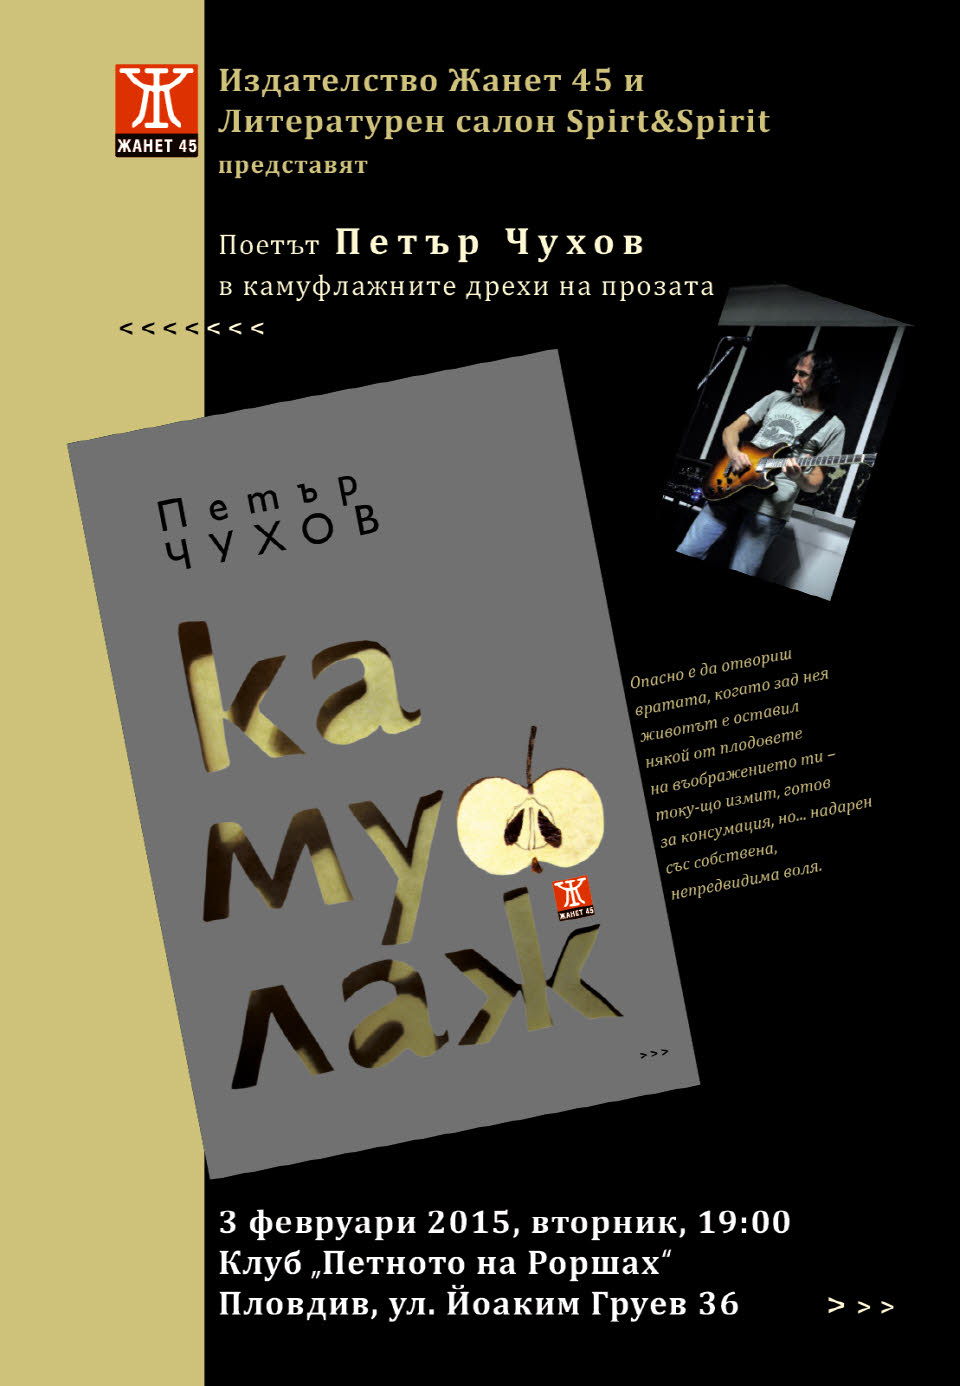 Издателство Жанет 45 и
Литературен салон Spirt&Spirit
представят
Ж
ЖАНЕТ 45
Поетът Петър Чухов
в камуфлажните дрехи на прозата
< < < < < < <
Петър
ЧУХОВ
ка
му
лаж
Ж
ЖАНЕТ 45
> > >
Опасно е да отвориш
вратата, когато зад нея
животът е оставил
някой от плодовете
на въображението ти –
току-що измит, готов
за консумация, но... надарен
със собствена,
непредвидима воля.
3 февруари 2015, вторник, 19:00
Клуб „Петното на Роршах“
Пловдив, ул. Йоаким Груев 36
> > >